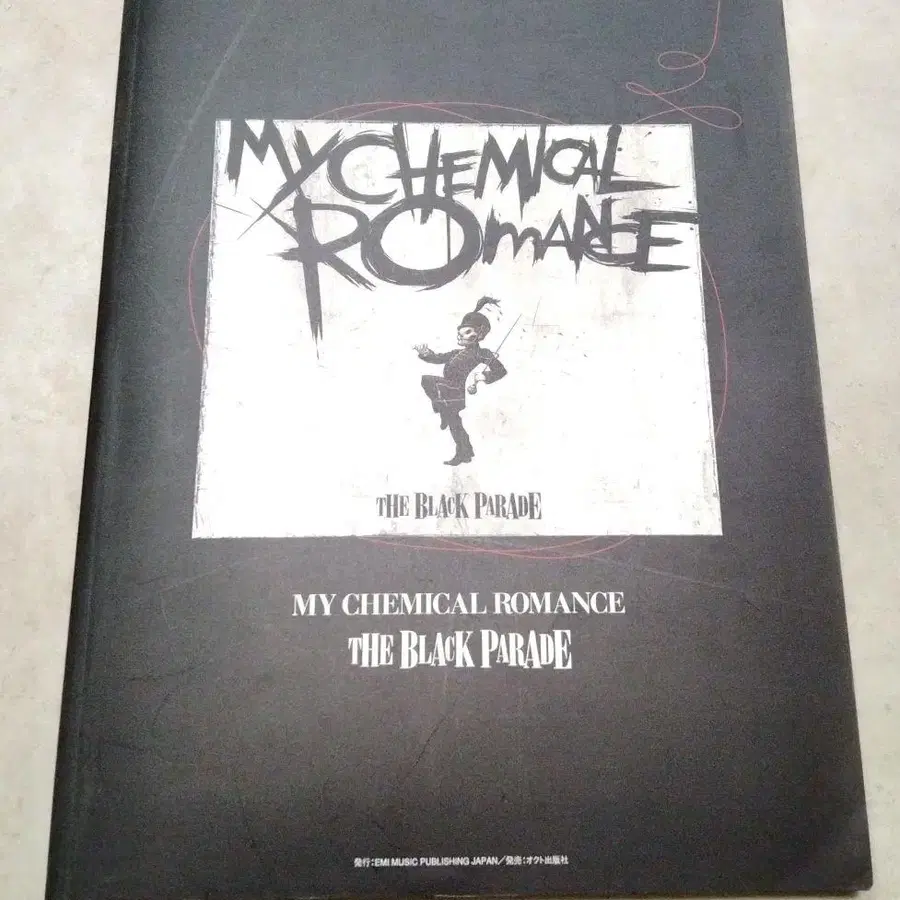 MY CHEMICAL
ROMANCE
THE BLACK PARADE
MY CHEMICAL ROMANCE
THE BLACK PARADE
発行:EMI MUSIC PUBLISHING JAPAN/発売:オクト出版社